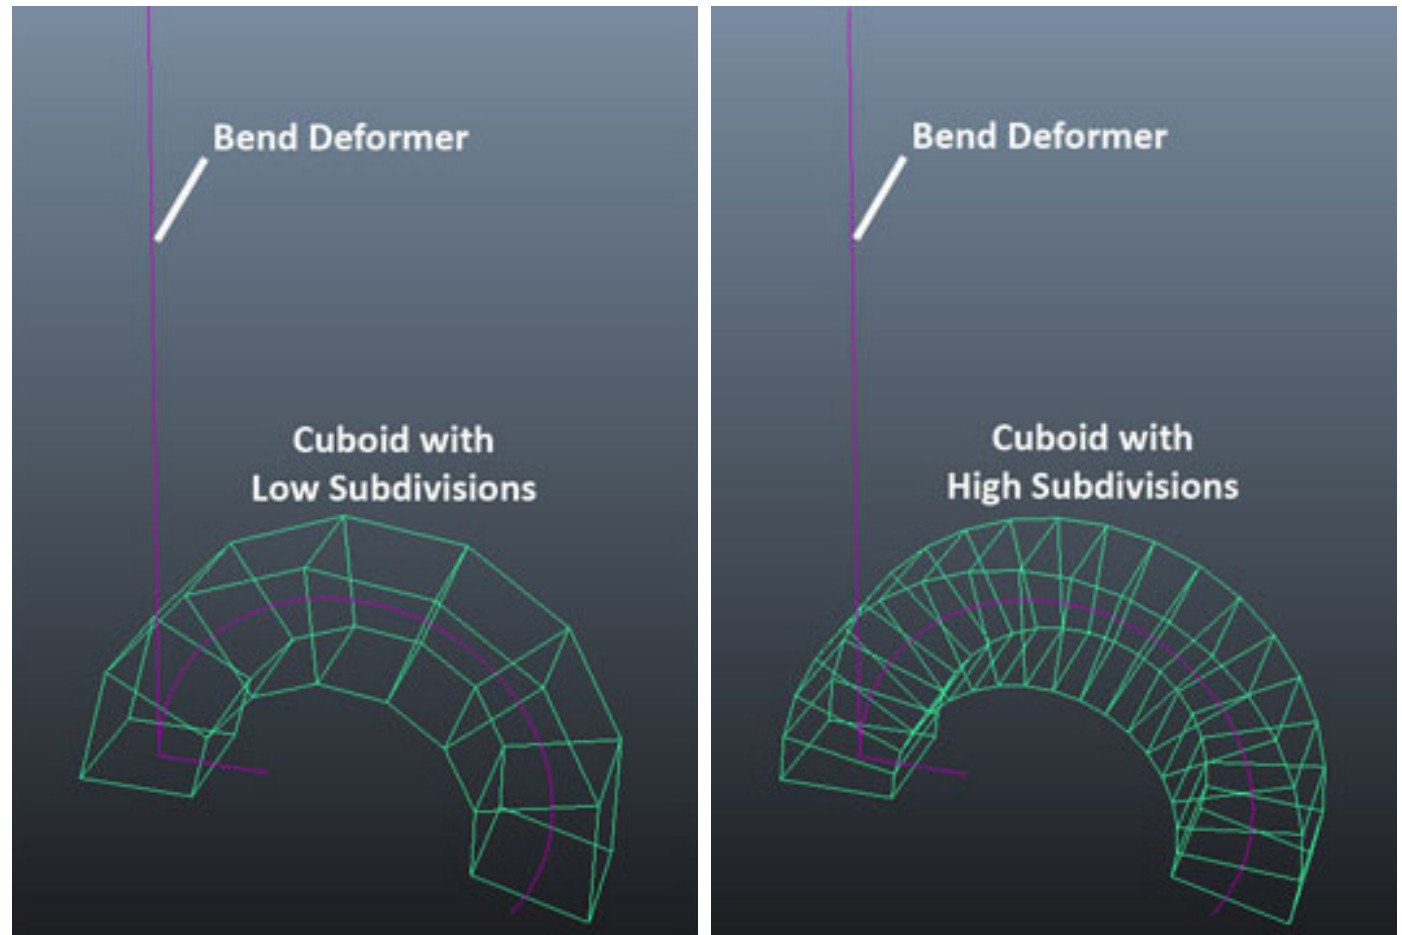 Bend Deformer
Cuboid with
Low Subdivisions
Bend Deformer
Cuboid with
High Subdivisions